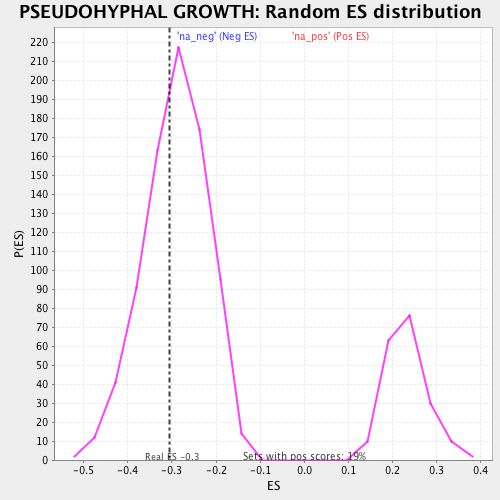 PSEUDOHYPHAL GROWTH: Random ES distribution
'na_neg' (Neg ES)
'na_pos' (Pos ES)
220
210
200
190
180
170
160
150
140
130
120
110
100
90
80
70
60
50
40
30
20
10
0
P(ES)
Real ES -0.3
Sets with pos scores: 19%
-0.5 -0.4 -0.3 -0.2 -0.1 0.0 0.1 0.2 0.3 0.4
ES